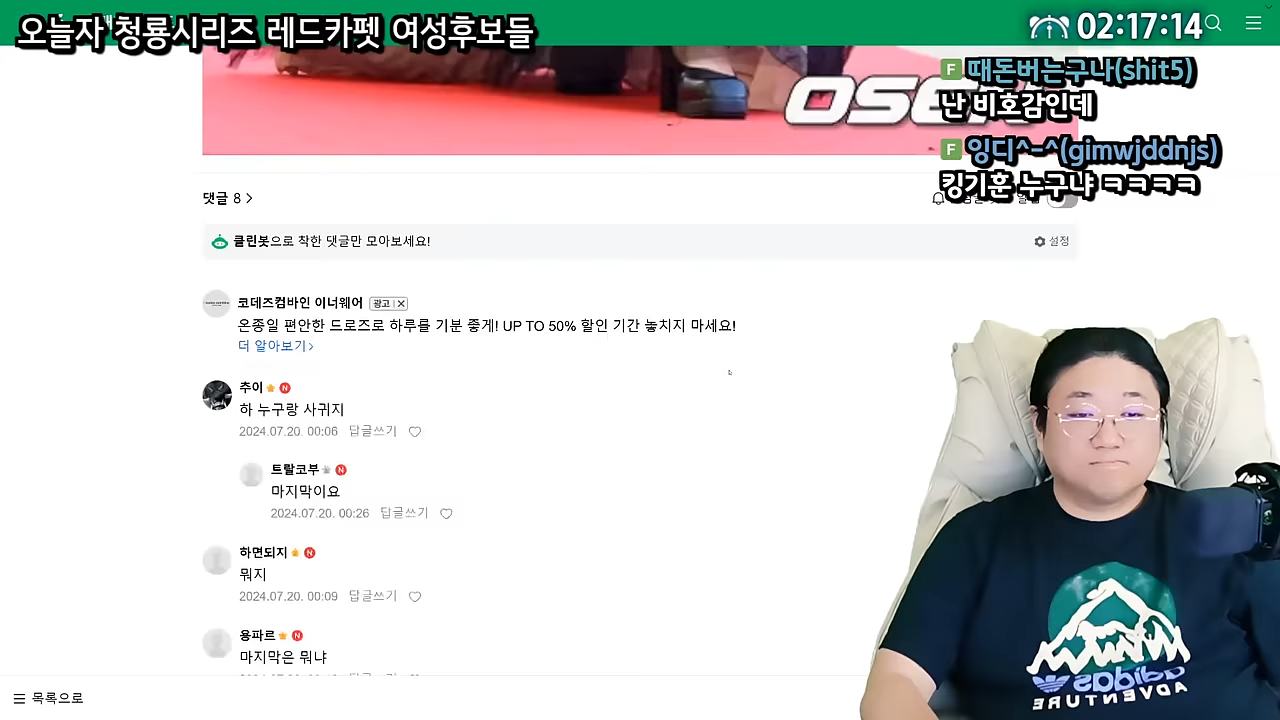 오늘자 청룡시리즈 레드카펫 여성후보들
02:17:14
F 때돈버는구나(shit5)
난 비호감인데
F 잉디^-^(gimwjddnjs)
킹기훈 누구냐 ㅋㅋㅋㅋ
OSEN
댓글 8
클린봇으로 착한 댓글만 모아보세요!
설정
코데즈컴바인 이너웨어 광고
온종일 편안한 드로즈로 하루를 기분 좋게! UP TO 50% 할인 기간 놓치지 마세요!
더 알아보기
추이 N
하 누구랑 사귀지
2024.07.20. 00:06 답글쓰기
트랄코부 N
마지막이요
2024.07.20. 00:26 답글쓰기
하면되지 N
뭐지
2024.07.20. 00:09 답글쓰기
용파르 N
마지막은 뭐냐
목록으로
adidas
ADVENTURE